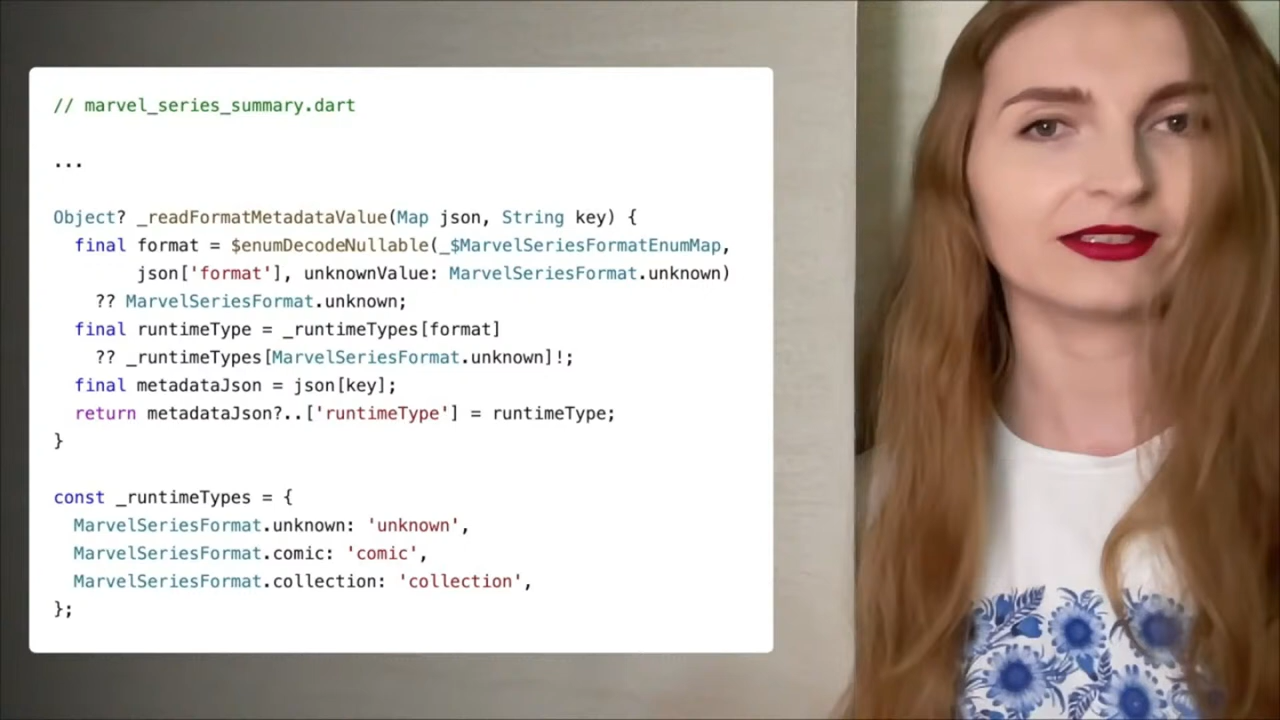 // marvel_series_summary.dart
...
Object? _readFormatMetadataValue(Map json, String key) {
final format = $enumDecodeNullable(_$MarvelSeriesFormatEnumMap,
json['format'], unknownValue: MarvelSeriesFormat.unknown)
?? MarvelSeriesFormat.unknown;
final runtimeType = _runtimeTypes[format]
?? _runtimeTypes[MarvelSeriesFormat.unknown]!;
final metadataJson = json[key];
return metadataJson?..['runtimeType'] = runtimeType;
}
const _runtimeTypes = {
MarvelSeriesFormat.unknown: 'unknown',
MarvelSeriesFormat.comic: 'comic',
MarvelSeriesFormat.collection: 'collection',
};